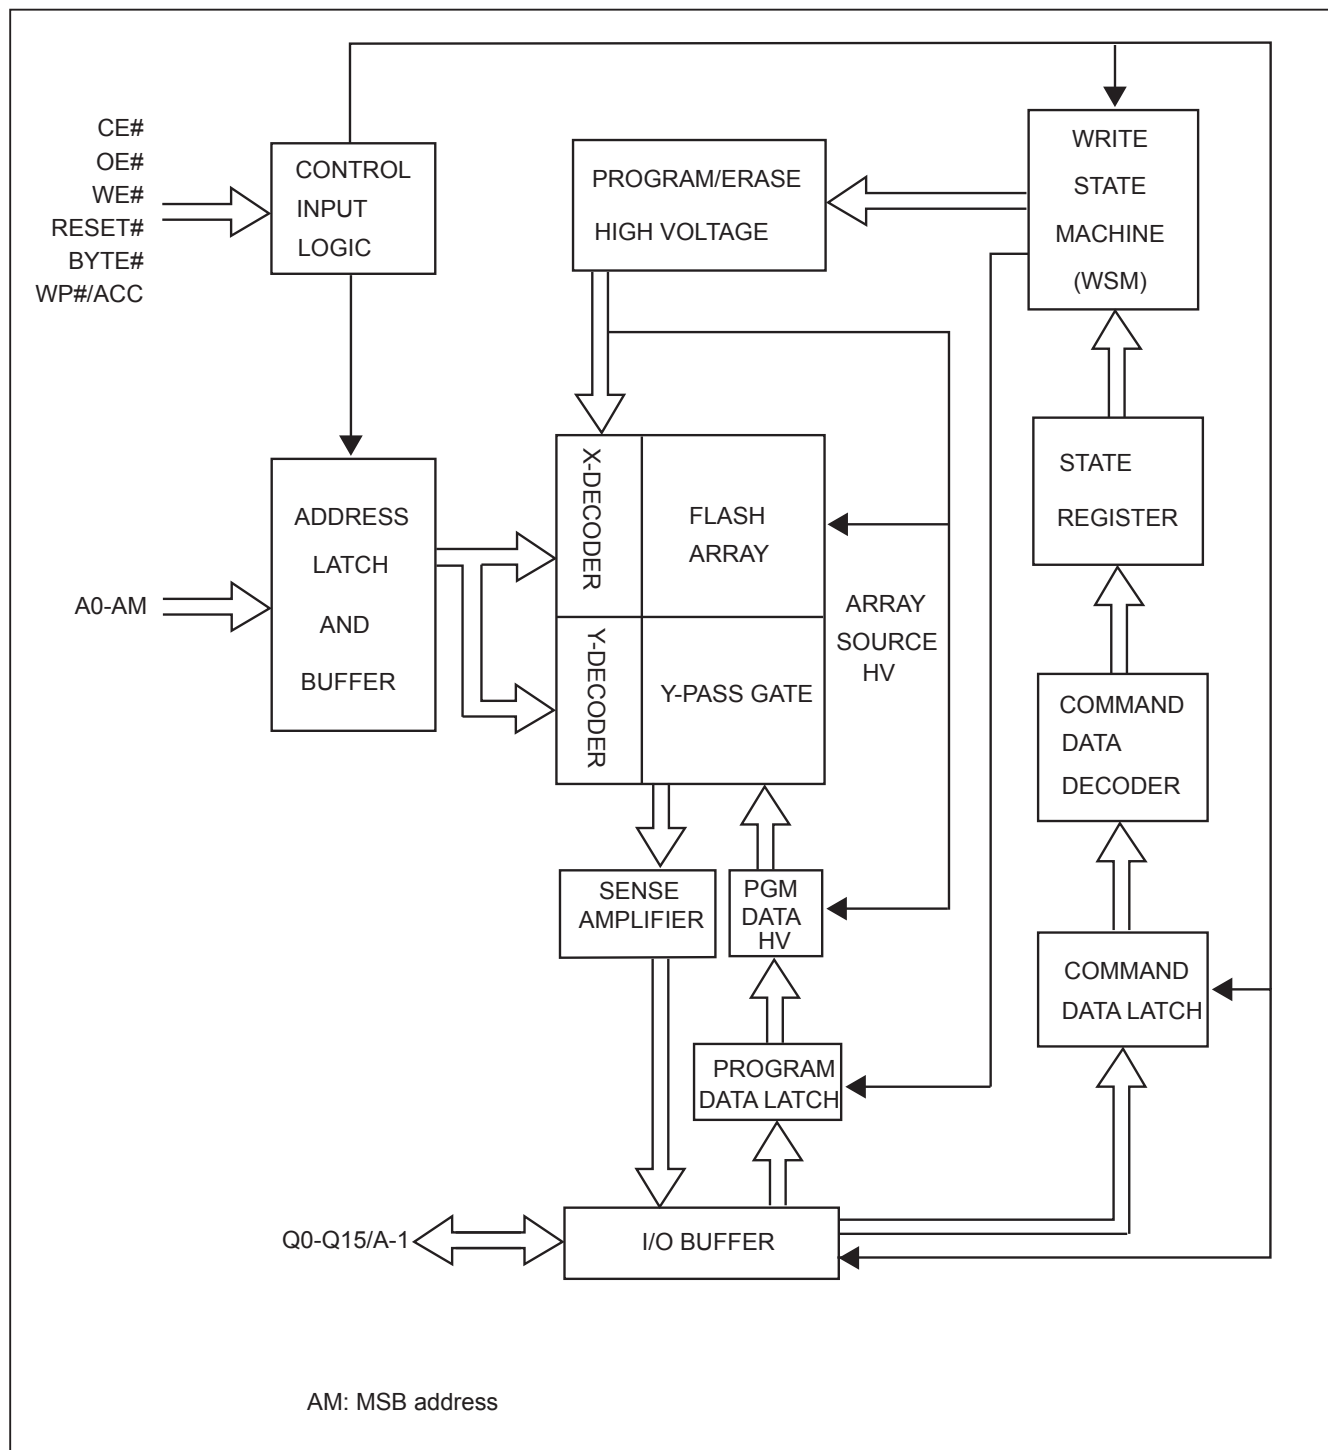 CE#
OE#
WE#
RESET#
BYTE#
WP#/ACC
CONTROL
INPUT
LOGIC
PROGRAM/ERASE
HIGH VOLTAGE
WRITE
STATE
MACHINE
(WSM)
A0-AM
ADDRESS
LATCH
AND
BUFFER
X-DECODER
FLASH
ARRAY
Y-DECODER
Y-PASS GATE
ARRAY
SOURCE
HV
STATE
REGISTER
COMMAND
DATA
DECODER
SENSE
AMPLIFIER
PGM
DATA
HV
COMMAND
DATA LATCH
PROGRAM
DATA LATCH
Q0-Q15/A-1
I/O BUFFER
AM: MSB address